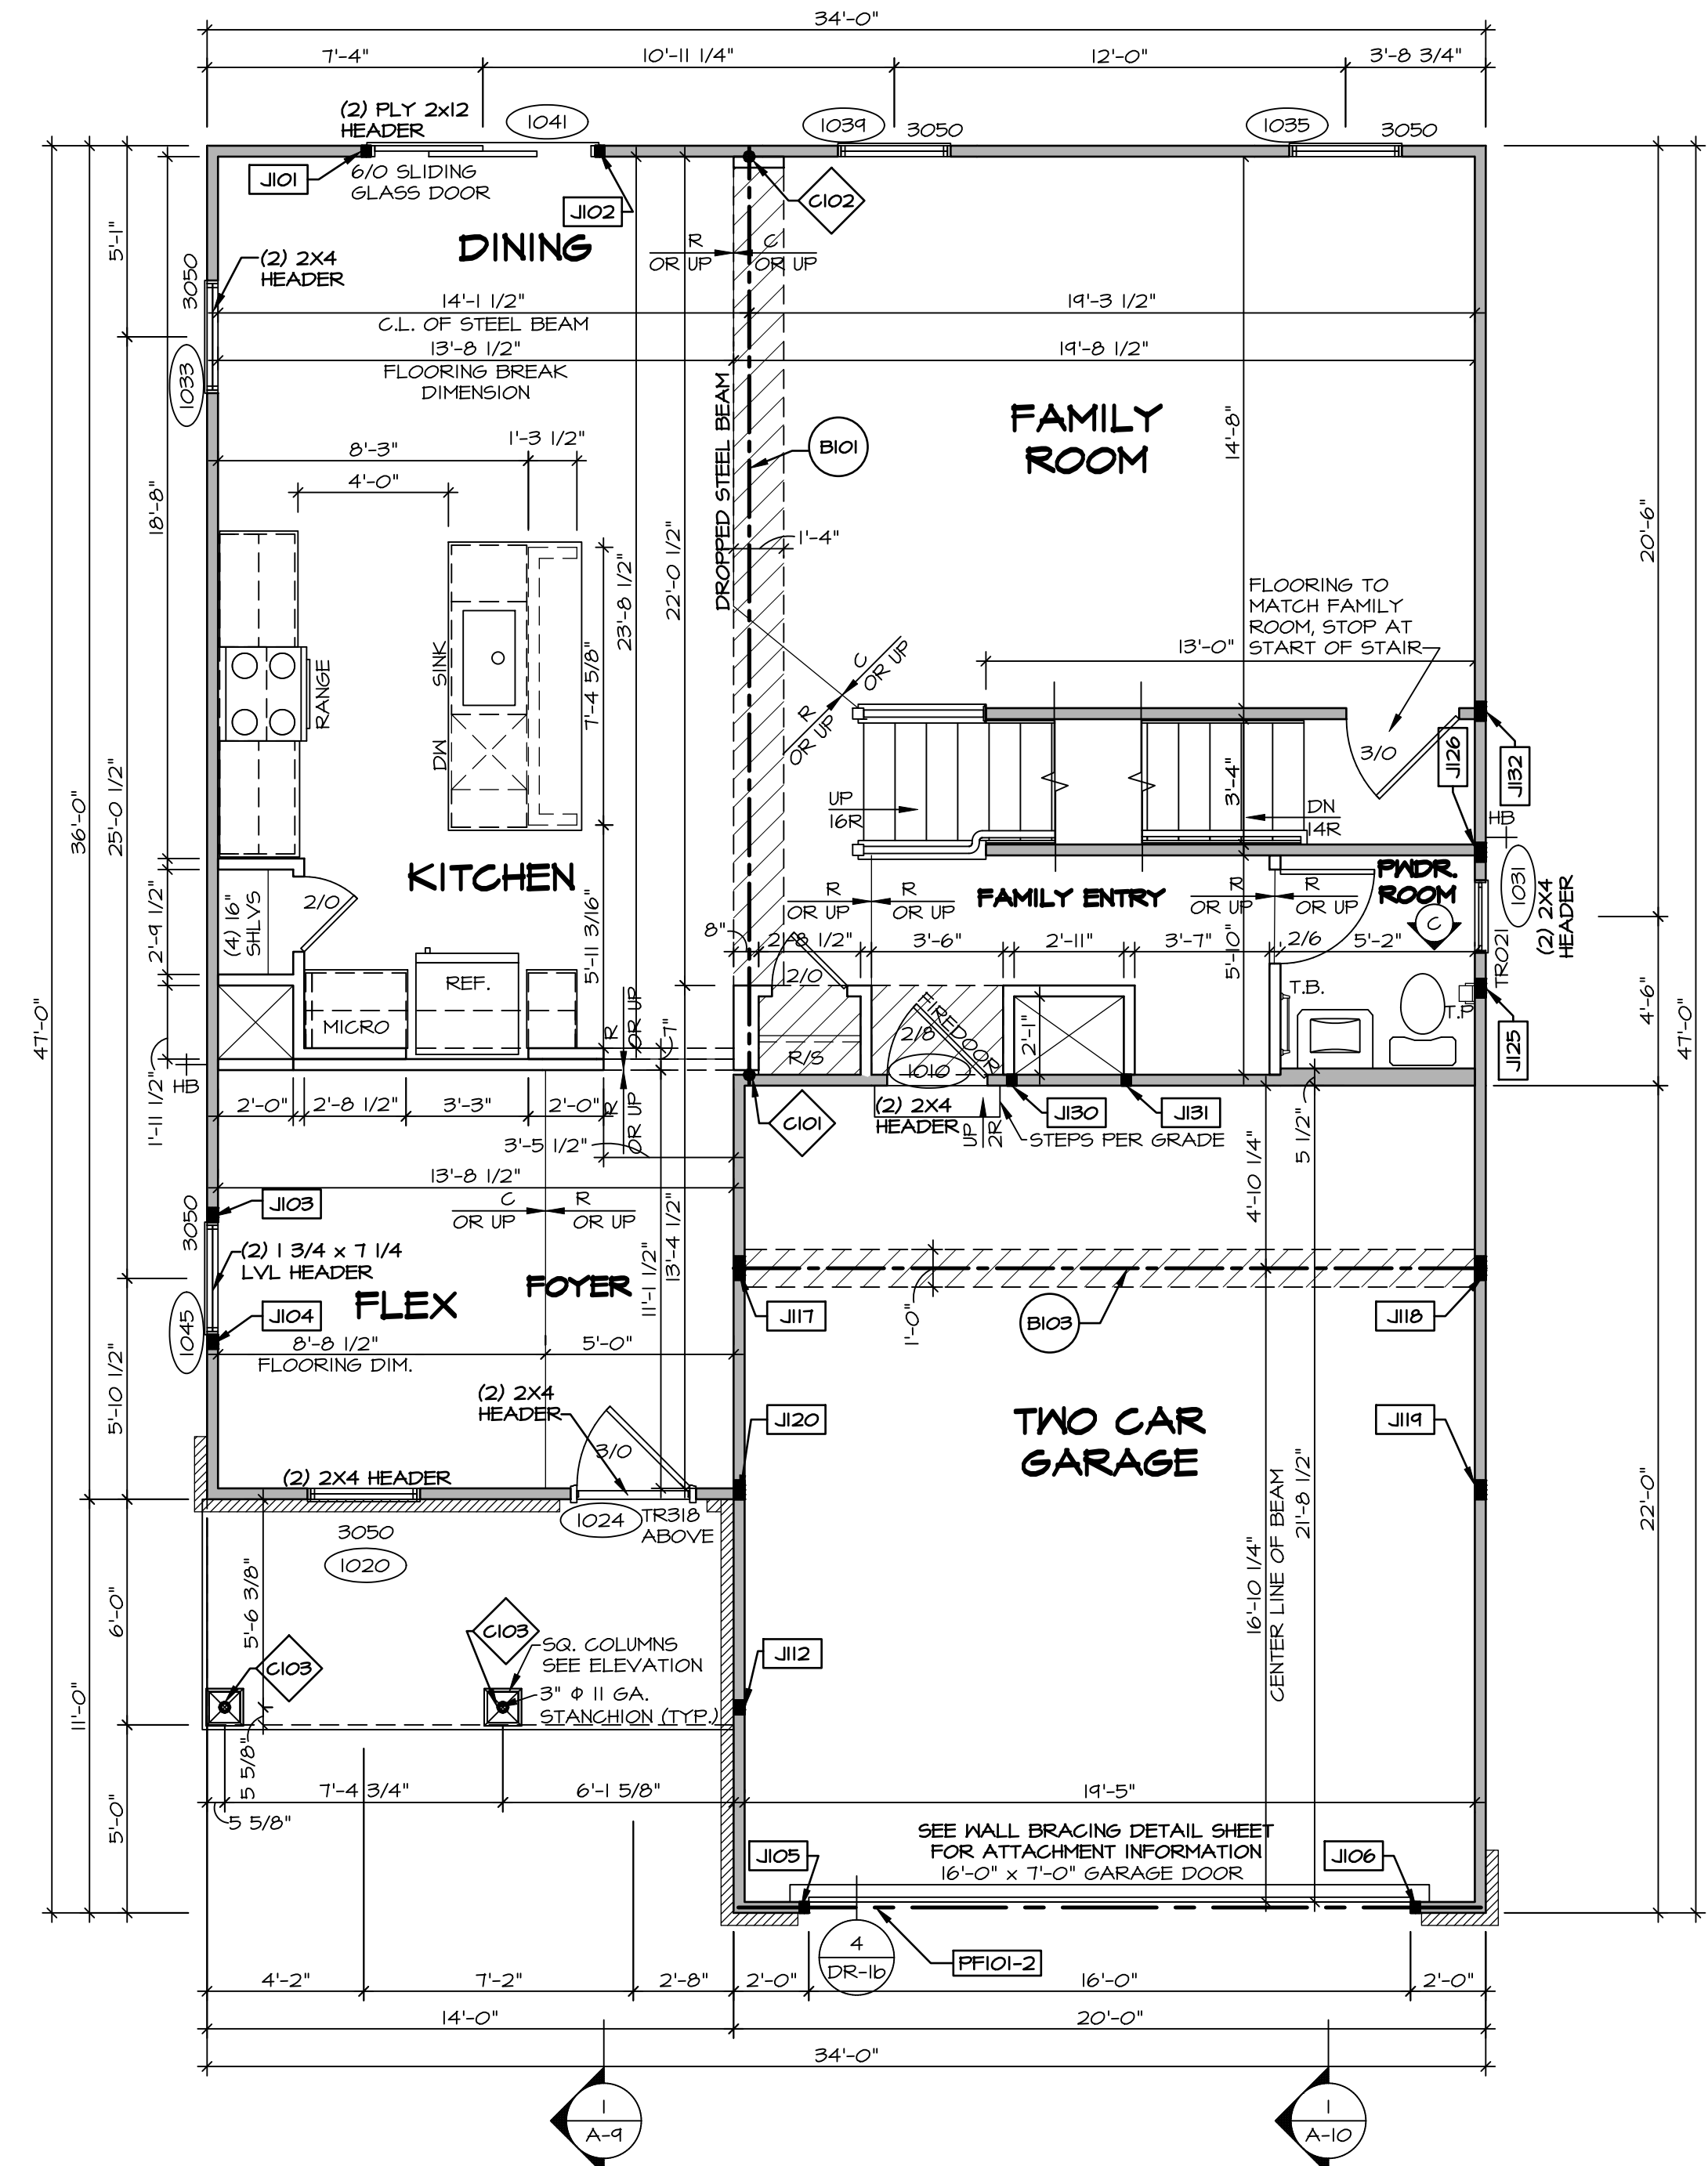 34'-0"
7'-4"
10'-11 1/4"
12'-0"
3'-8 3/4"
(2) PLY 2x12
HEADER
1041
1039
3050
1035
3050
J101
6/0 SLIDING
GLASS DOOR
J102
C102
DINING
R
OR UP
C
OR UP
5'-1"
3050
(2) 2X4
HEADER
14'-1 1/2"
C.L. OF STEEL BEAM
19'-3 1/2"
13'-8 1/2"
FLOORING BREAK
DIMENSION
19'-8 1/2"
1033
DROPPED STEEL BEAM
B101
FAMILY
ROOM
14'-8"
8'-3"
1'-3 1/2"
4'-0"
18'-8"
20'-6"
22'-0 1/2"
23'-8 1/2"
1'-4"
FLOORING TO
MATCH FAMILY
ROOM, STOP AT
START OF STAIR
13'-0"
RANGE
SINK
DW
7'-4 5/8"
C
OR UP
R
OR UP
3/0
J126
J132
UP
16R
3'-4"
DN
14R
HB
47'-0"
36'-0"
25'-0 1/2"
KITCHEN
2'-9 1/2"
(4) 16"
SHLVS
2/0
5'-11 3/16"
R
OR UP
R
OR UP
FAMILY ENTRY
R
OR UP
R
OR UP
PWDR.
ROOM
C
1031
(2) 2X4
HEADER
TR021
8"
2'-8 1/2"
3'-6"
2'-11"
3'-7"
5'-10"
2/6
5'-2"
2/0
REF.
MICRO
R/S
FIREDOOR
2/8
1010
2'-1"
T.B.
T.P.
J125
4'-6"
47'-0"
R
OR UP
7"
HB
1'-11 1/2"
2'-0"
2'-8 1/2"
3'-3"
2'-0"
R
OR UP
3'-5 1/2"
C101
(2) 2X4
HEADER
UP
2R
J130
J131
STEPS PER GRADE
4'-10 1/4"
5 1/2"
13'-8 1/2"
J103
C
OR UP
R
OR UP
3050
(2) 1 3/4 x 7 1/4
LVL HEADER
FLEX
FOYER
11'-1 1/2"
13'-4 1/2"
J104
1045
8'-8 1/2"
FLOORING DIM.
5'-0"
J117
1'-0"
B103
J118
5'-10 1/2"
(2) 2X4
HEADER
3/0
J120
TWO CAR
GARAGE
J119
(2) 2X4 HEADER
3050
1020
1024
TR318
ABOVE
16'-10 1/4"
CENTER LINE OF BEAM
21'-8 1/2"
22'-0"
6'-0"
5'-6 3/8"
C103
C103
SQ. COLUMNS
SEE ELEVATION
3" Φ 11 GA.
STANCHION (TYP.)
J112
11'-0"
5'-0"
5 5/8"
7'-4 3/4"
6'-1 5/8"
19'-5"
5 5/8"
SEE WALL BRACING DETAIL SHEET
FOR ATTACHMENT INFORMATION
16'-0" x 7'-0" GARAGE DOOR
J105
J106
4
DR-1b
PF101-2
4'-2"
7'-2"
2'-8"
2'-0"
16'-0"
2'-0"
14'-0"
20'-0"
34'-0"
1
A-9
1
A-10